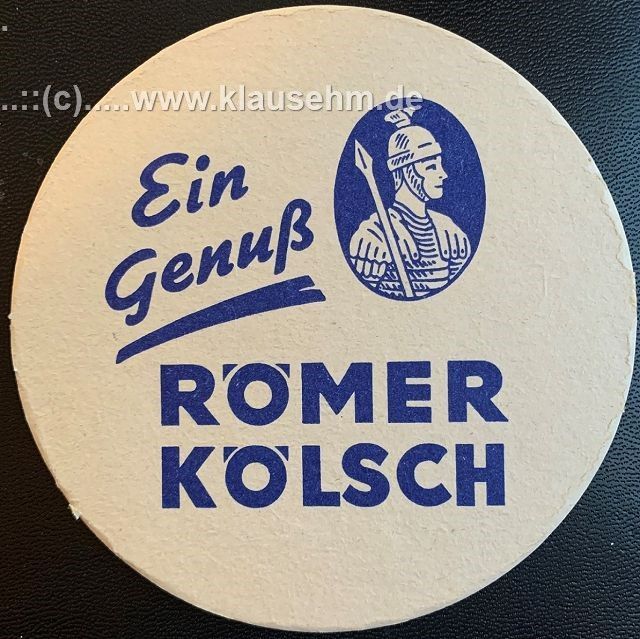 ..::(c).....www.klausehm.de
Ein
Genuß
RÖMER
KÖLSCH